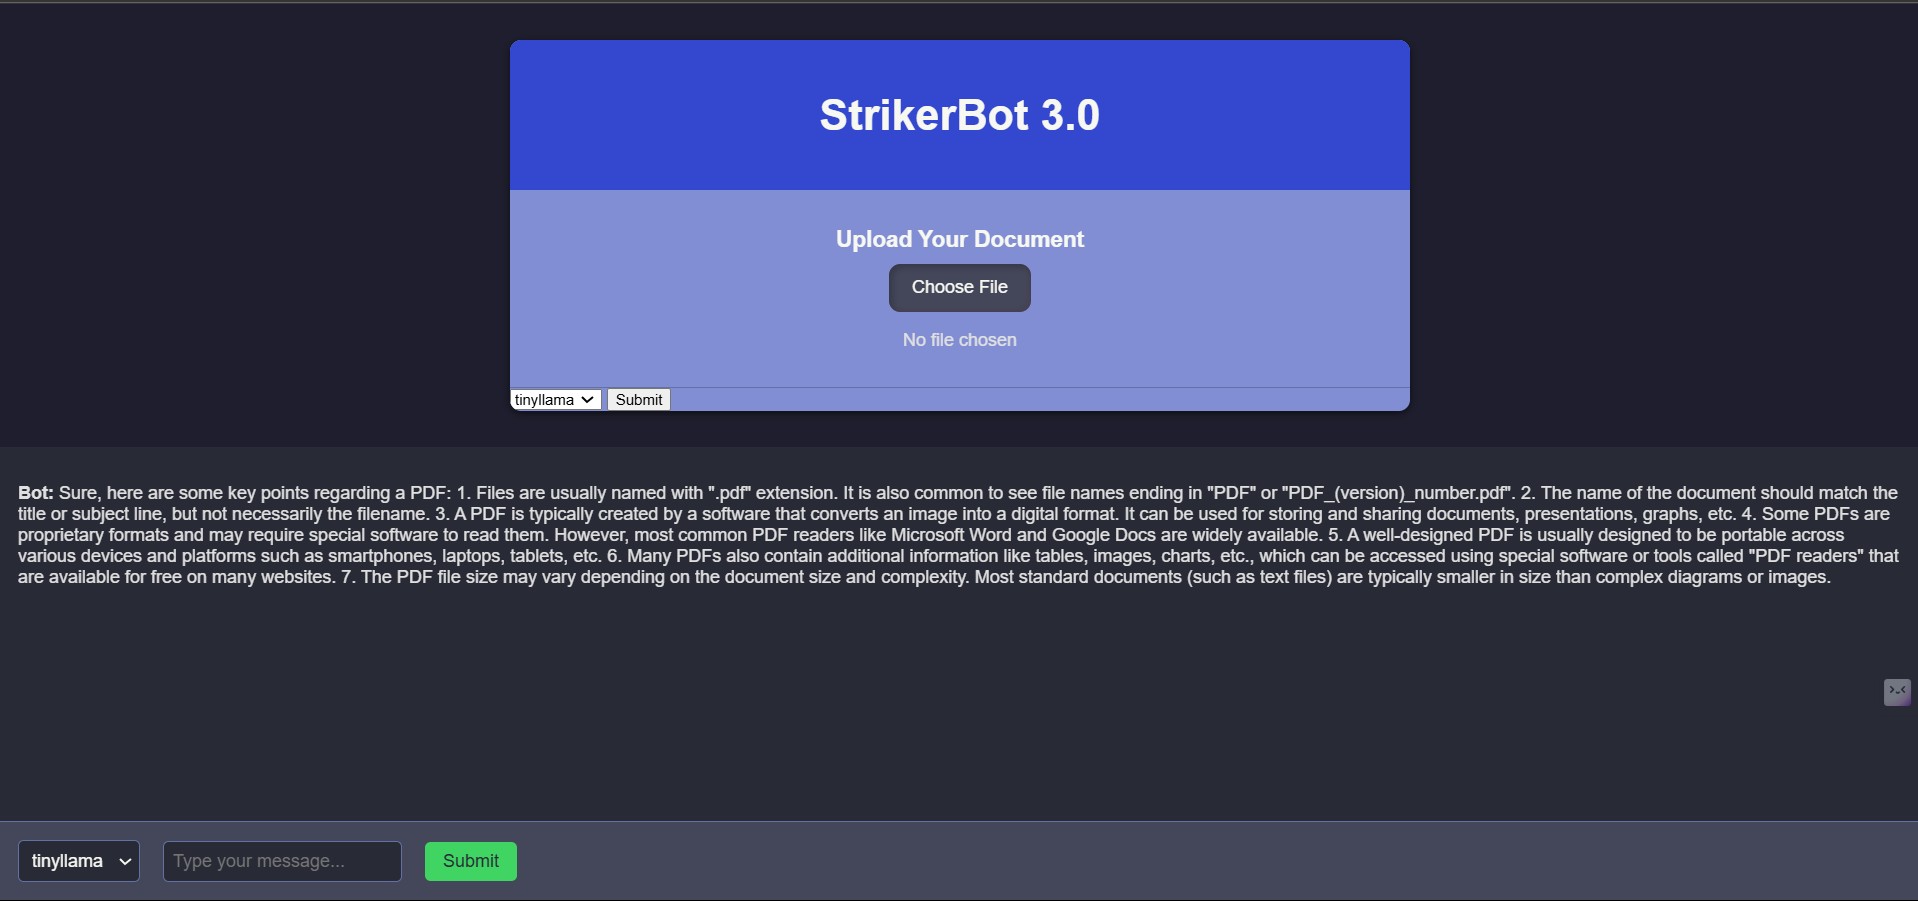 StrikerBot 3.0
Upload Your Document
Choose File
No file chosen
tinyllama Submit
Bot: Sure, here are some key points regarding a PDF: 1. Files are usually named with ".pdf" extension. It is also common to see file names ending in "PDF" or "PDF_(version)_number.pdf". 2. The name of the document should match the
title or subject line, but not necessarily the filename. 3. A PDF is typically created by a software that converts an image into a digital format. It can be used for storing and sharing documents, presentations, graphs, etc. 4. Some PDFs are
proprietary formats and may require special software to read them. However, most common PDF readers like Microsoft Word and Google Docs are widely available. 5. A well-designed PDF is usually designed to be portable across
various devices and platforms such as smartphones, laptops, tablets, etc. 6. Many PDFs also contain additional information like tables, images, charts, etc., which can be accessed using special software or tools called "PDF readers" that
are available for free on many websites. 7. The PDF file size may vary depending on the document size and complexity. Most standard documents (such as text files) are typically smaller in size than complex diagrams or images.
tinyllama Type your message... Submit